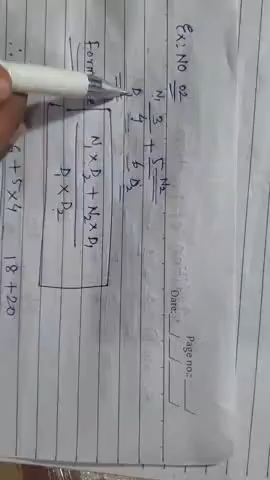 Page no.:
Date:
Ex: No 02
N₁ 3 + 5 N₂
D₁ 4   6 D₂
N₁ × D₂ + N₂ × D₁
D₁ × D₂
6 + 5×4
18 + 20